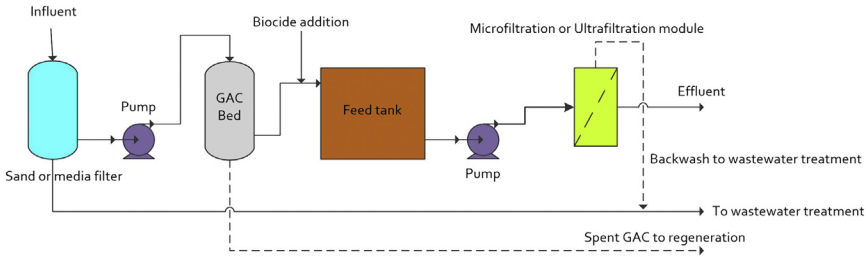 Influent
Biocide addition
Microfiltration or Ultrafiltration module
Pump
GAC
Bed
Feed tank
Effluent
Sand or media filter
Pump
Backwash to wastewater treatment
To wastewater treatment
Spent GAC to regeneration